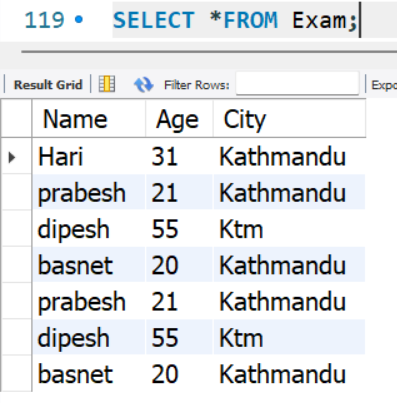 119 SELECT *FROM Exam;
Result Grid Filter Rows: Expo
Name Age City
Hari 31 Kathmandu
prabesh 21 Kathmandu
dipesh 55 Ktm
basnet 20 Kathmandu
prabesh 21 Kathmandu
dipesh 55 Ktm
basnet 20 Kathmandu